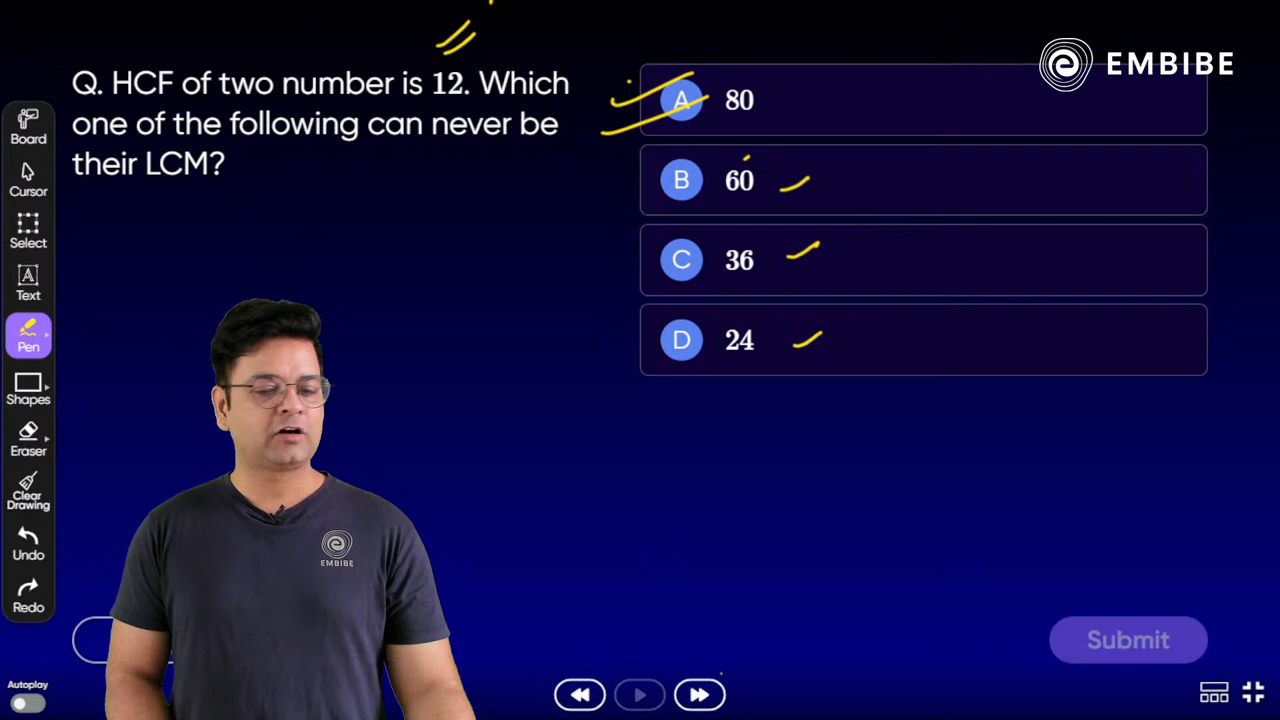 EMBIBE
Q. HCF of two number is 12. Which
one of the following can never be
their LCM?
A 80
B 60
C 36
D 24
Board
Cursor
Select
A
Text
Pen
Shapes
Eraser
Clear
Drawing
Undo
Redo
EMBIBE
Submit
Autoplay